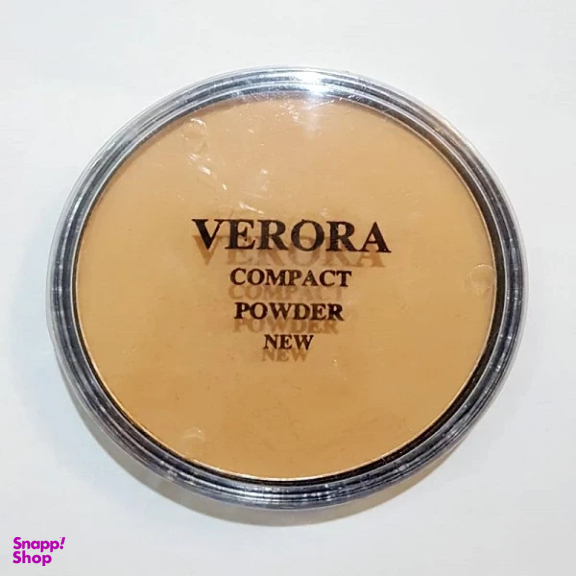 VERORA
COMPACT
POWDER
NEW
Snapp!
Shop